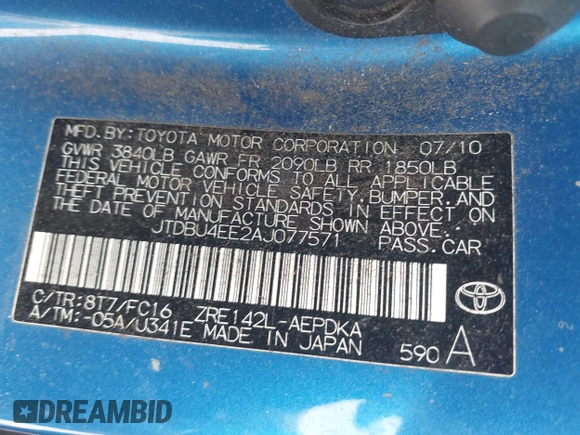 MFD. BY: TOYOTA MOTOR CORPORATION 07/10
GVWR 3840LB GAWR FR 2090LB RR 1850LB
THIS VEHICLE CONFORMS TO ALL APPLICABLE
FEDERAL MOTOR VEHICLE SAFETY, BUMPER, AND
THEFT PREVENTION STANDARDS IN EFFECT ON
THE DATE OF MANUFACTURE SHOWN ABOVE.
JTDBU4EE2AJ077571 PASS. CAR
C/TR: 8T7/FC16 ZRE142L-AEPDKA
A/TM: -05A/U341E MADE IN JAPAN 590 A
DREAMBID